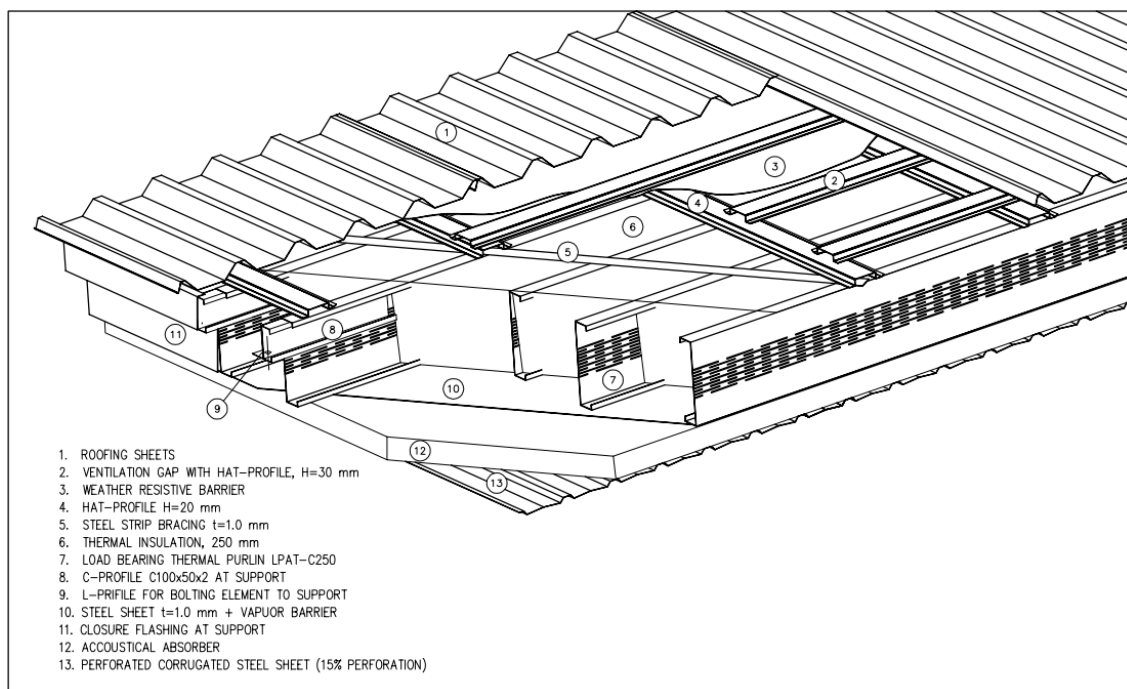 1
3
2
4
6
5
11
8
7
10
9
12
13
1. ROOFING SHEETS
2. VENTILATION GAP WITH HAT-PROFILE, H=30 mm
3. WEATHER RESISTIVE BARRIER
4. HAT-PROFILE H=20 mm
5. STEEL STRIP BRACING t=1.0 mm
6. THERMAL INSULATION, 250 mm
7. LOAD BEARING THERMAL PURLIN LPAT-C250
8. C-PROFILE C100x50x2 AT SUPPORT
9. L-PRIFILE FOR BOLTING ELEMENT TO SUPPORT
10. STEEL SHEET t=1.0 mm + VAPUOR BARRIER
11. CLOSURE FLASHING AT SUPPORT
12. ACCOUSTICAL ABSORBER
13. PERFORATED CORRUGATED STEEL SHEET (15% PERFORATION)